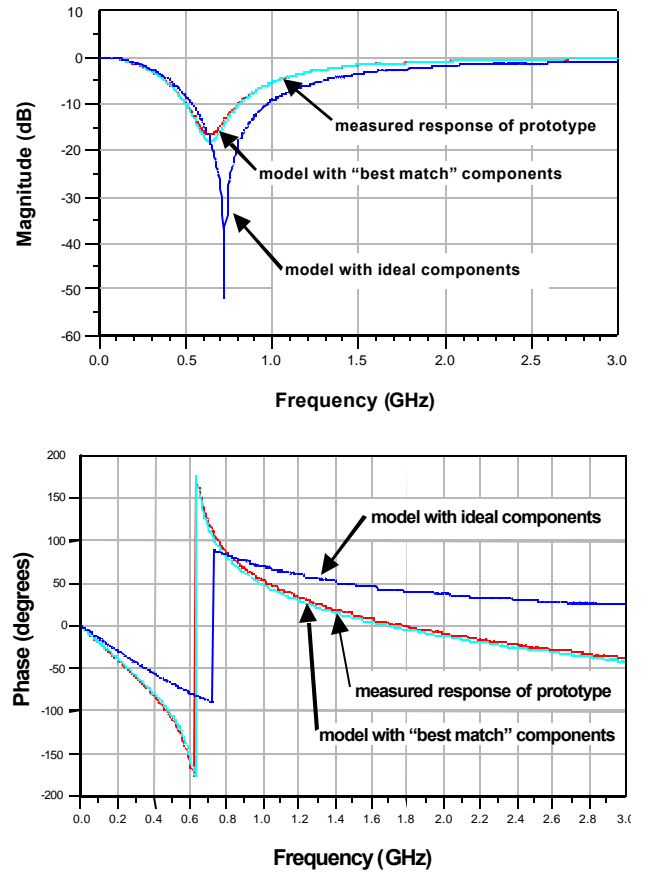 10
0
-10
-20
-30
-40
-50
-60
Magnitude (dB)
measured response of prototype
model with “best match” components
model with ideal components
0.0 0.5 1.0 1.5 2.0 2.5 3.0
Frequency (GHz)
200
150
100
50
0
-50
-100
-150
-200
Phase (degrees)
model with ideal components
measured response of prototype
model with “best match” components
0.0 0.2 0.4 0.6 0.8 1.0 1.2 1.4 1.6 1.8 2.0 2.2 2.4 2.6 2.8 3.0
Frequency (GHz)